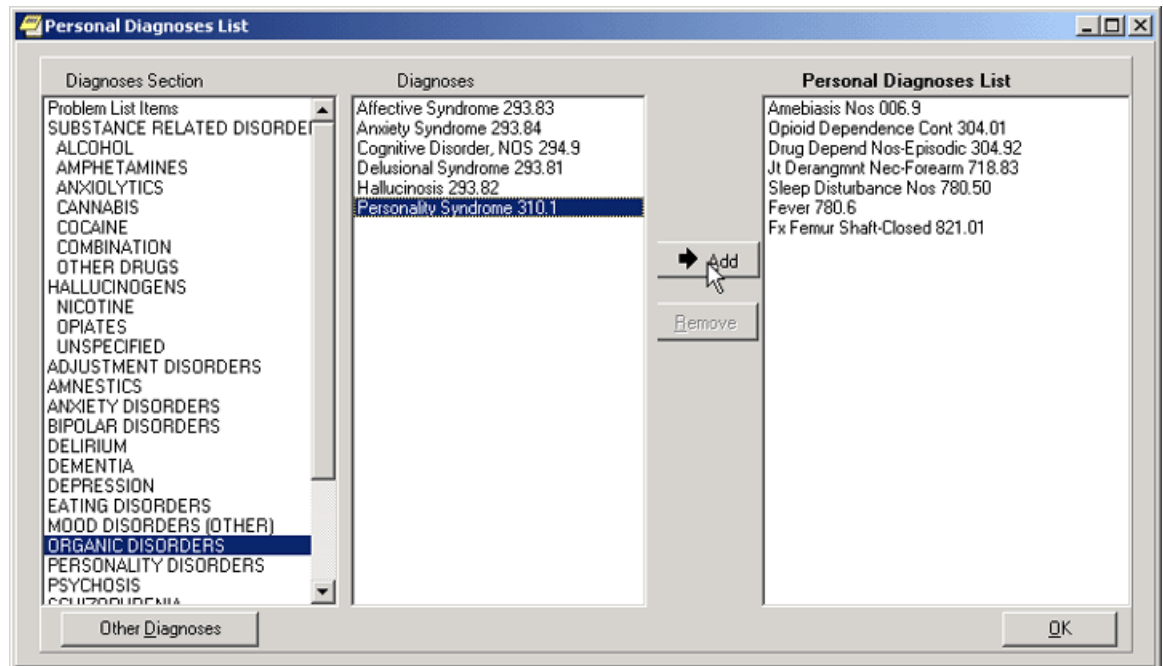 Personal Diagnoses List
Diagnoses Section
Problem List Items
SUBSTANCE RELATED DISORDER
ALCOHOL
AMPHETAMINES
ANXIOLYTICS
CANNABIS
COCAINE
COMBINATION
OTHER DRUGS
HALLUCINOGENS
NICOTINE
OPIATES
UNSPECIFIED
ADJUSTMENT DISORDERS
AMNESTICS
ANXIETY DISORDERS
BIPOLAR DISORDERS
DELIRIUM
DEMENTIA
DEPRESSION
EATING DISORDERS
MOOD DISORDERS (OTHER)
ORGANIC DISORDERS
PERSONALITY DISORDERS
PSYCHOSIS
SCHIZOPHRENIA
Other Diagnoses
Diagnoses
Affective Syndrome 293.83
Anxiety Syndrome 293.84
Cognitive Disorder, NOS 294.9
Delusional Syndrome 293.81
Hallucinosis 293.82
Personality Syndrome 310.1
Add
Remove
Personal Diagnoses List
Amebiasis Nos 006.9
Opioid Dependence Cont 304.01
Drug Depend Nos-Episodic 304.92
Jt Derangmnt Nec-Forearm 718.83
Sleep Disturbance Nos 780.50
Fever 780.6
Fx Femur Shaft-Closed 821.01
OK